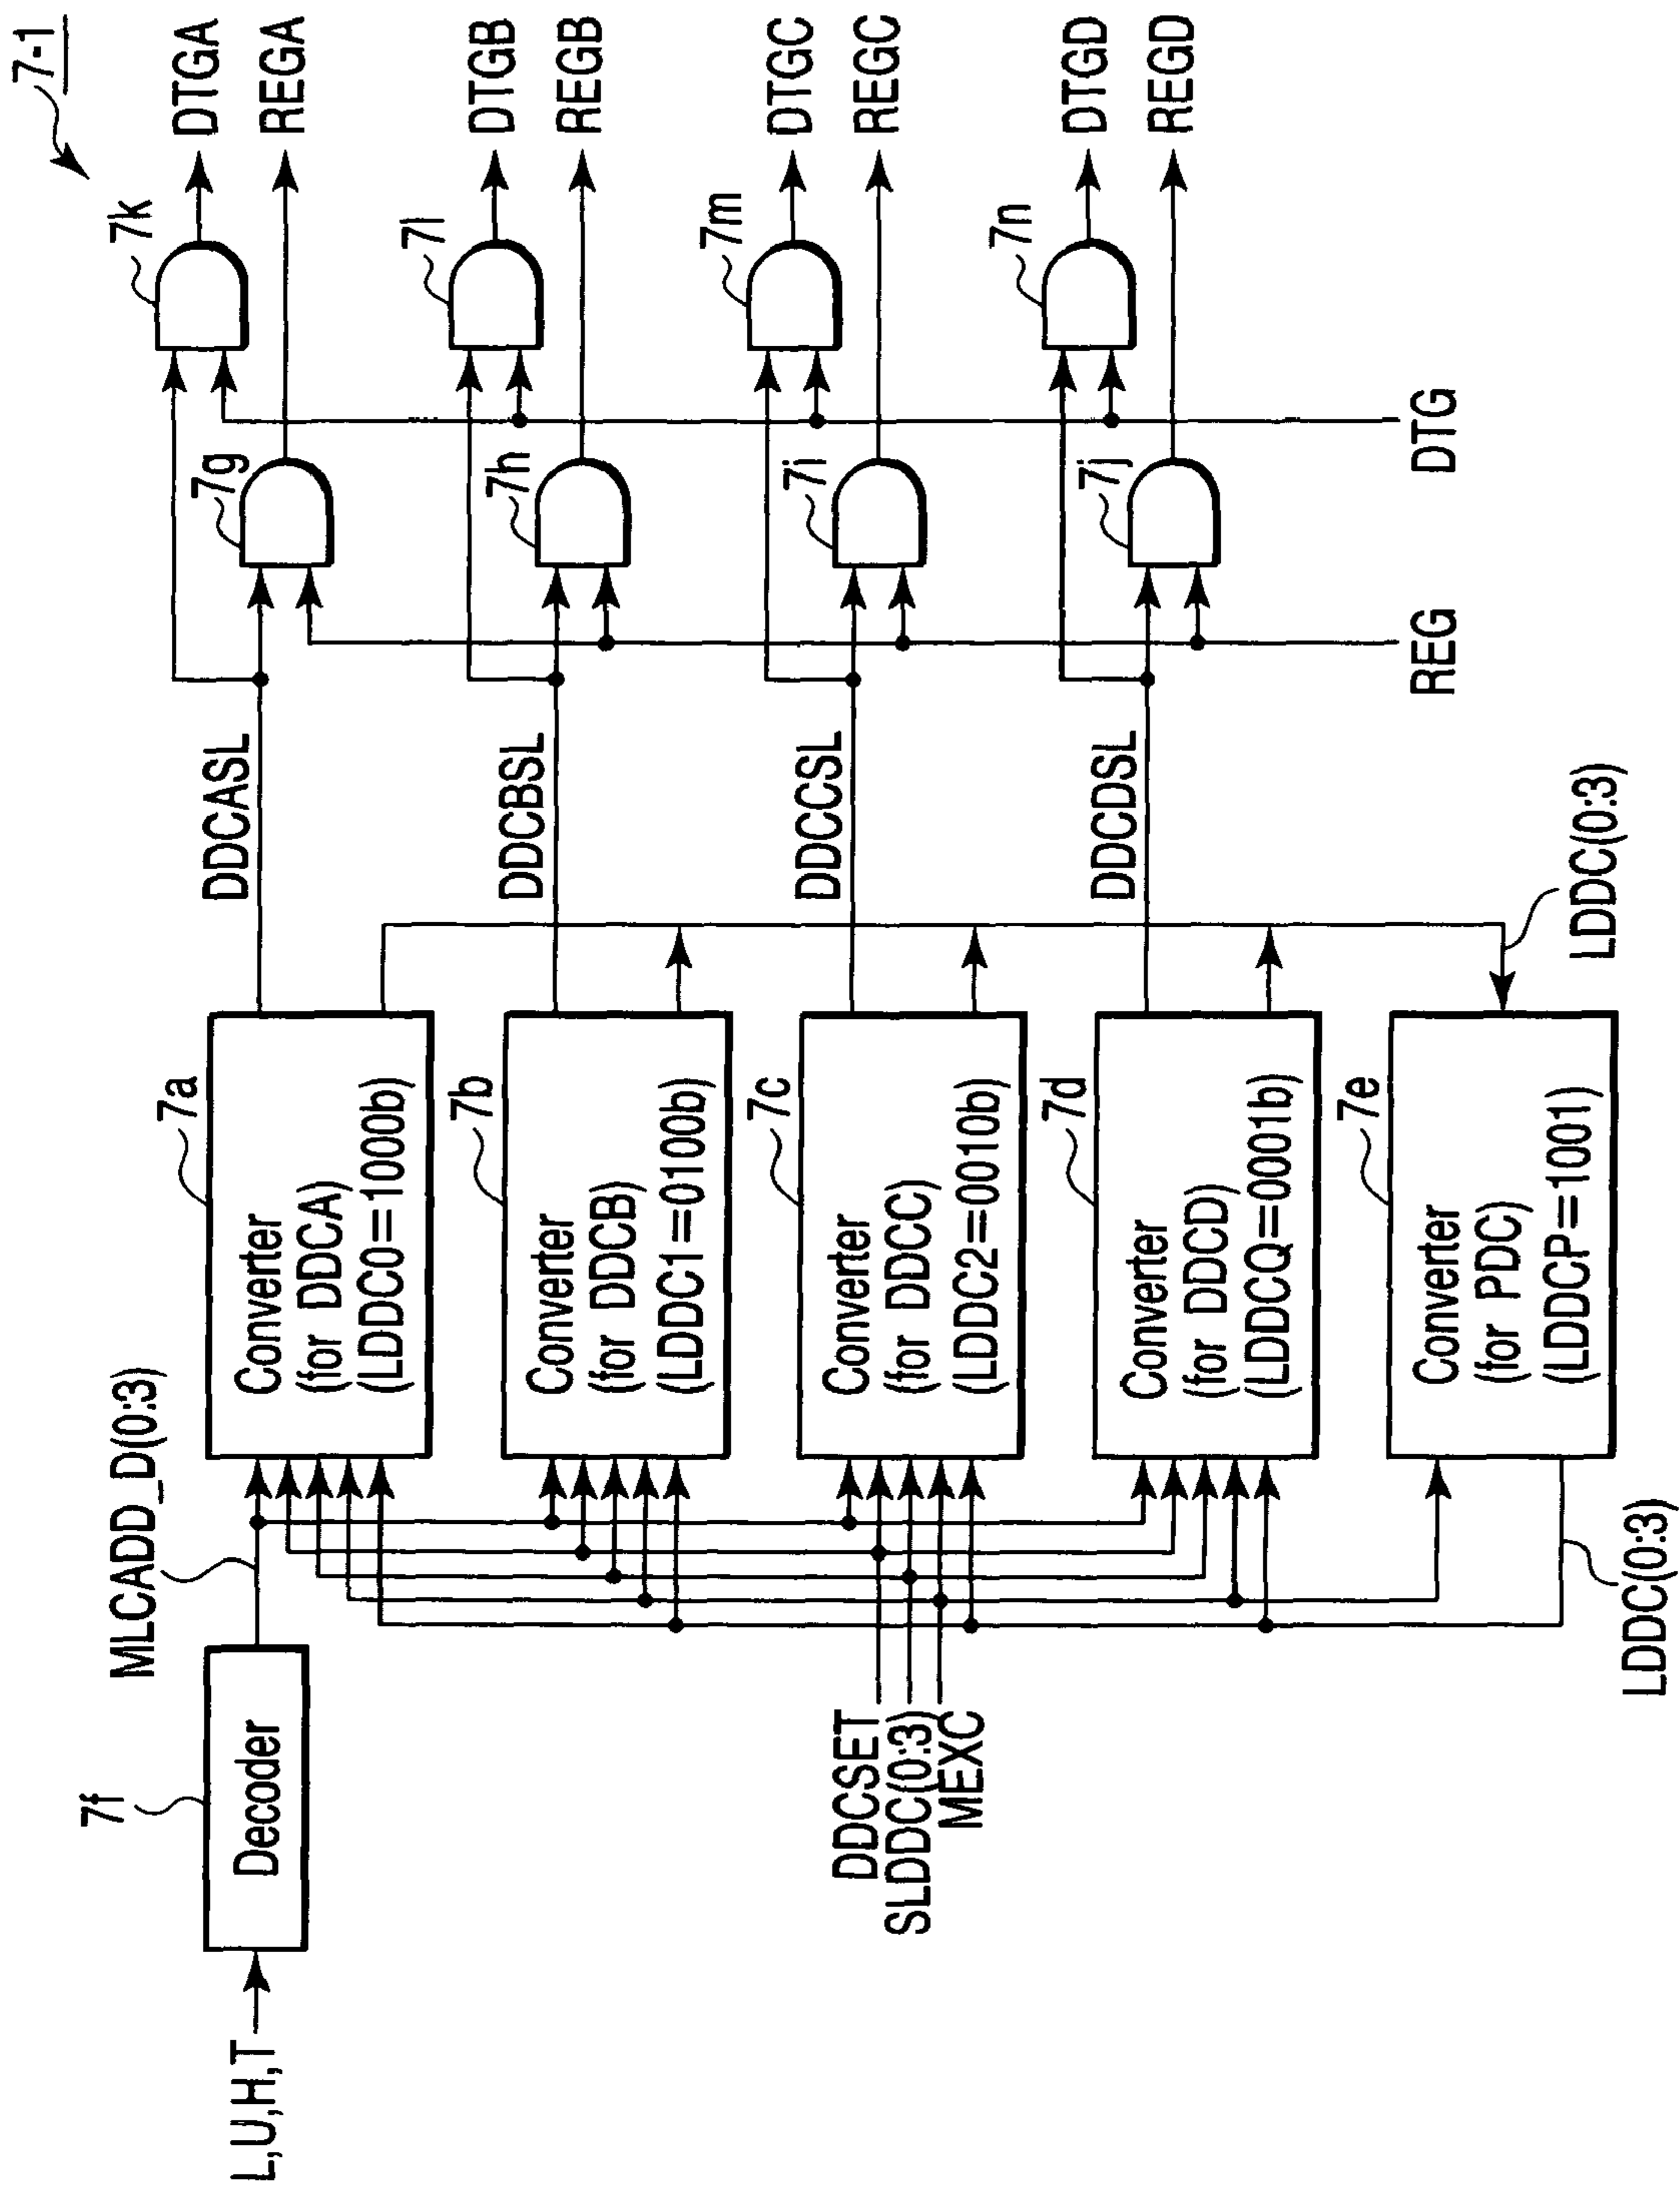 7-1
L,U,H,T
7f
Decoder
MLCADD_D(0:3)
DDCSET
SLDDC(0:3)
MEXC
7a
Converter
(for DDCA)
(LDDC0=1000b)
7b
Converter
(for DDCB)
(LDDC1=0100b)
7c
Converter
(for DDCC)
(LDDC2=0010b)
7d
Converter
(for DDCD)
(LDDCQ=0001b)
7e
Converter
(for PDC)
(LDDCP=1001)
LDDC(0:3)
LDDC(0:3)
DDCASL
DDCBSL
DDCCSL
DDCDSL
REG
DTG
7g
7h
7i
7j
7k
7l
7m
7n
DTGA
REGA
DTGB
REGB
DTGC
REGC
DTGD
REGD